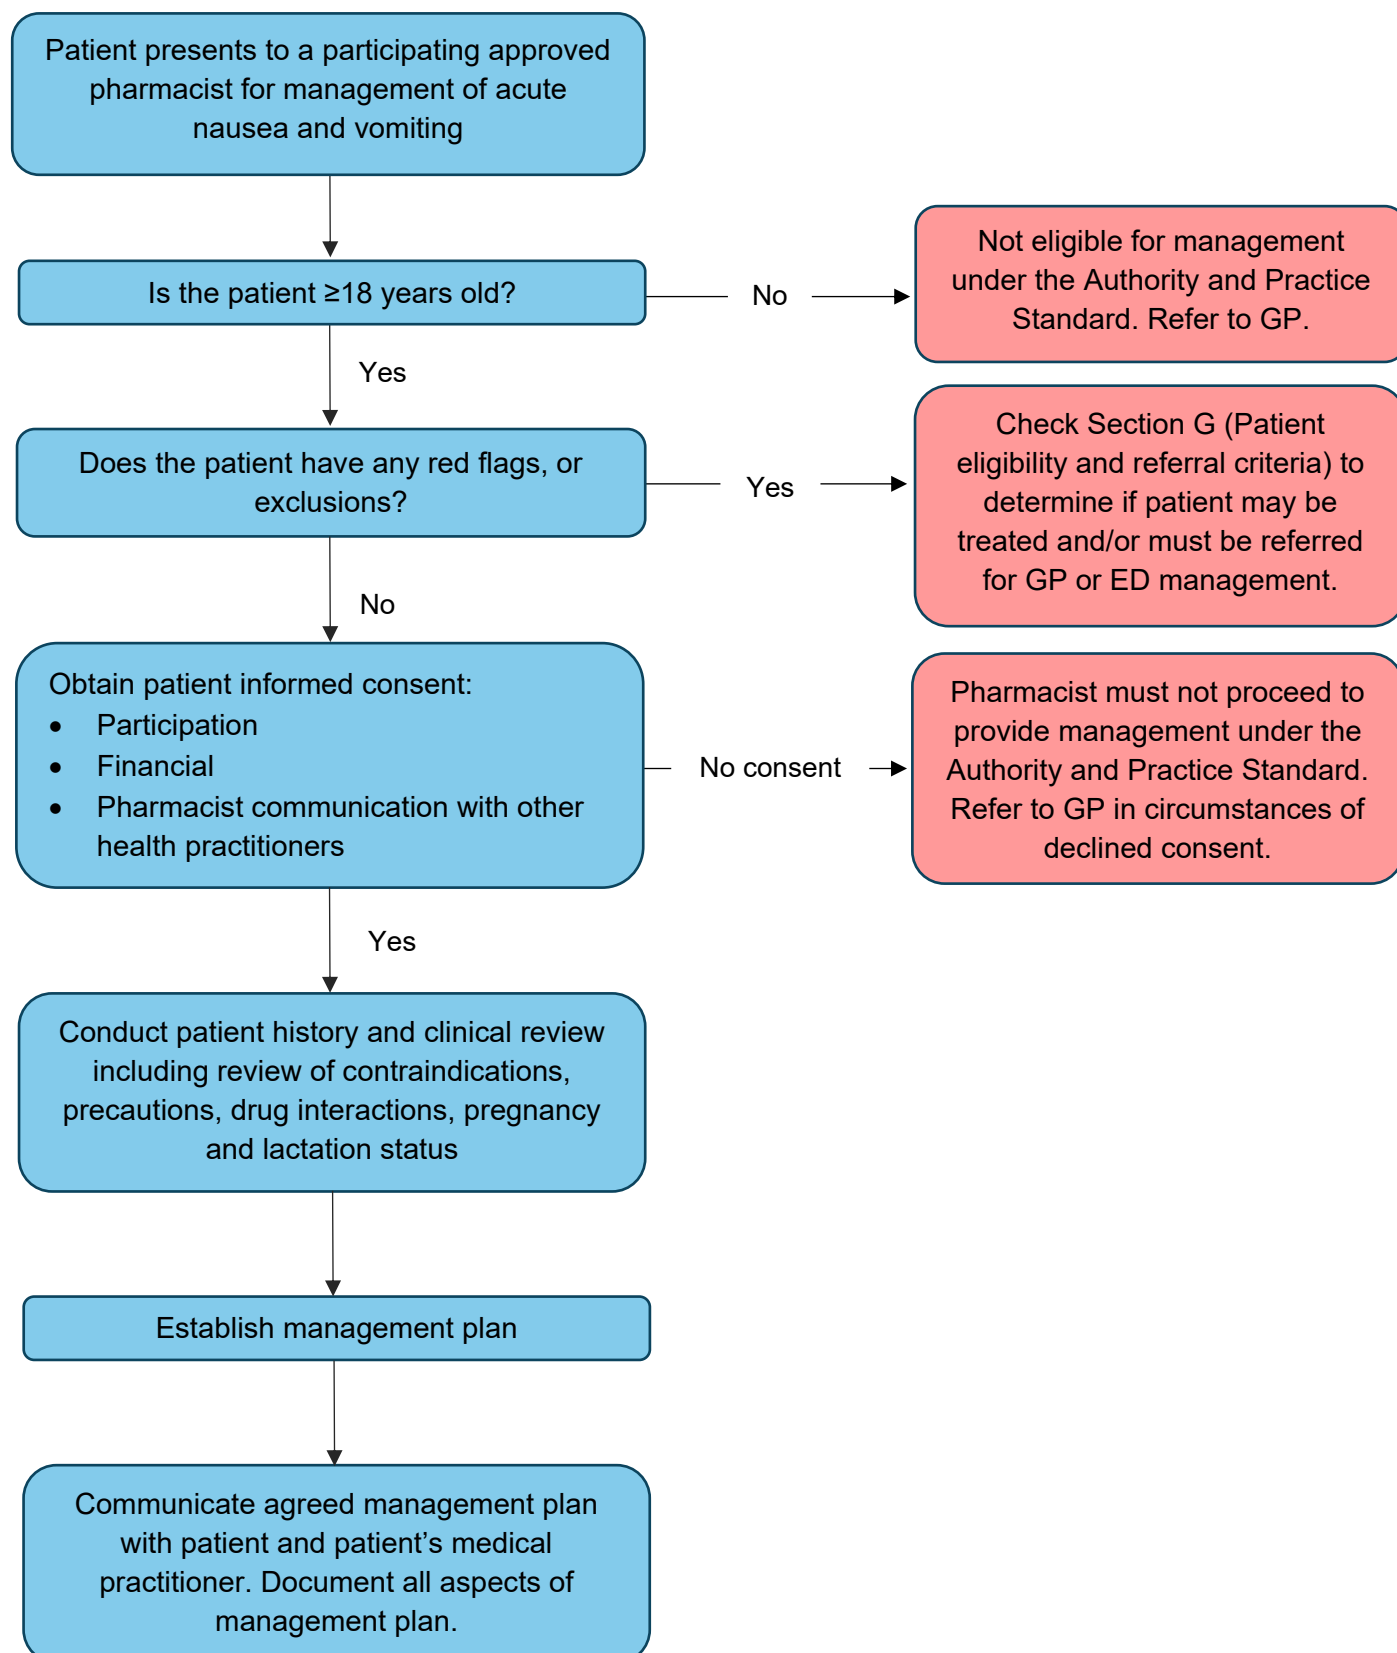 Patient presents to a participating approved
pharmacist for management of acute
nausea and vomiting
Is the patient ≥18 years old?
No
Not eligible for management
under the Authority and Practice
Standard. Refer to GP.
Yes
Does the patient have any red flags, or
exclusions?
Yes
Check Section G (Patient
eligibility and referral criteria) to
determine if patient may be
treated and/or must be referred
for GP or ED management.
No
Obtain patient informed consent:
• Participation
• Financial
• Pharmacist communication with other
health practitioners
No consent
Pharmacist must not proceed to
provide management under the
Authority and Practice Standard.
Refer to GP in circumstances of
declined consent.
Yes
Conduct patient history and clinical review
including review of contraindications,
precautions, drug interactions, pregnancy
and lactation status
Establish management plan
Communicate agreed management plan
with patient and patient’s medical
practitioner. Document all aspects of
management plan.